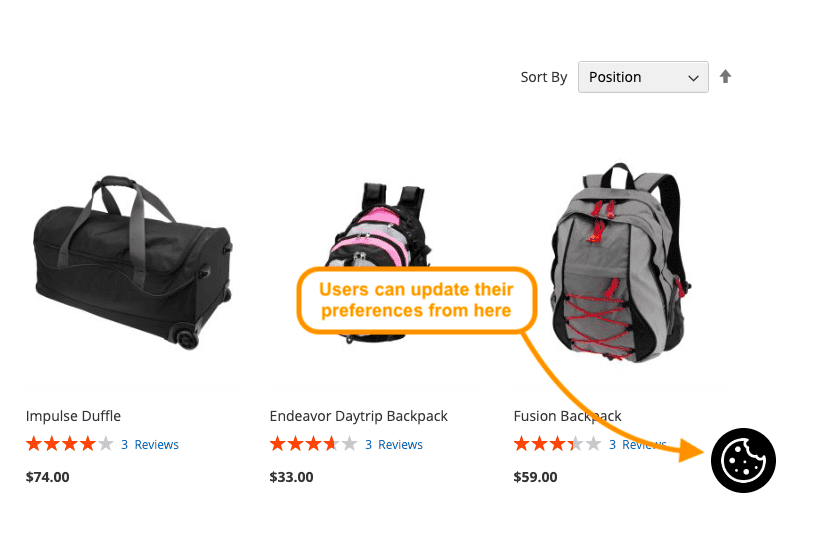 Sort By Position
Users can update their
preferences from here
Impulse Duffle
Endeavor Daytrip Backpack
Fusion Backpack
3 Reviews
3 Reviews
3 Reviews
$74.00
$33.00
$59.00